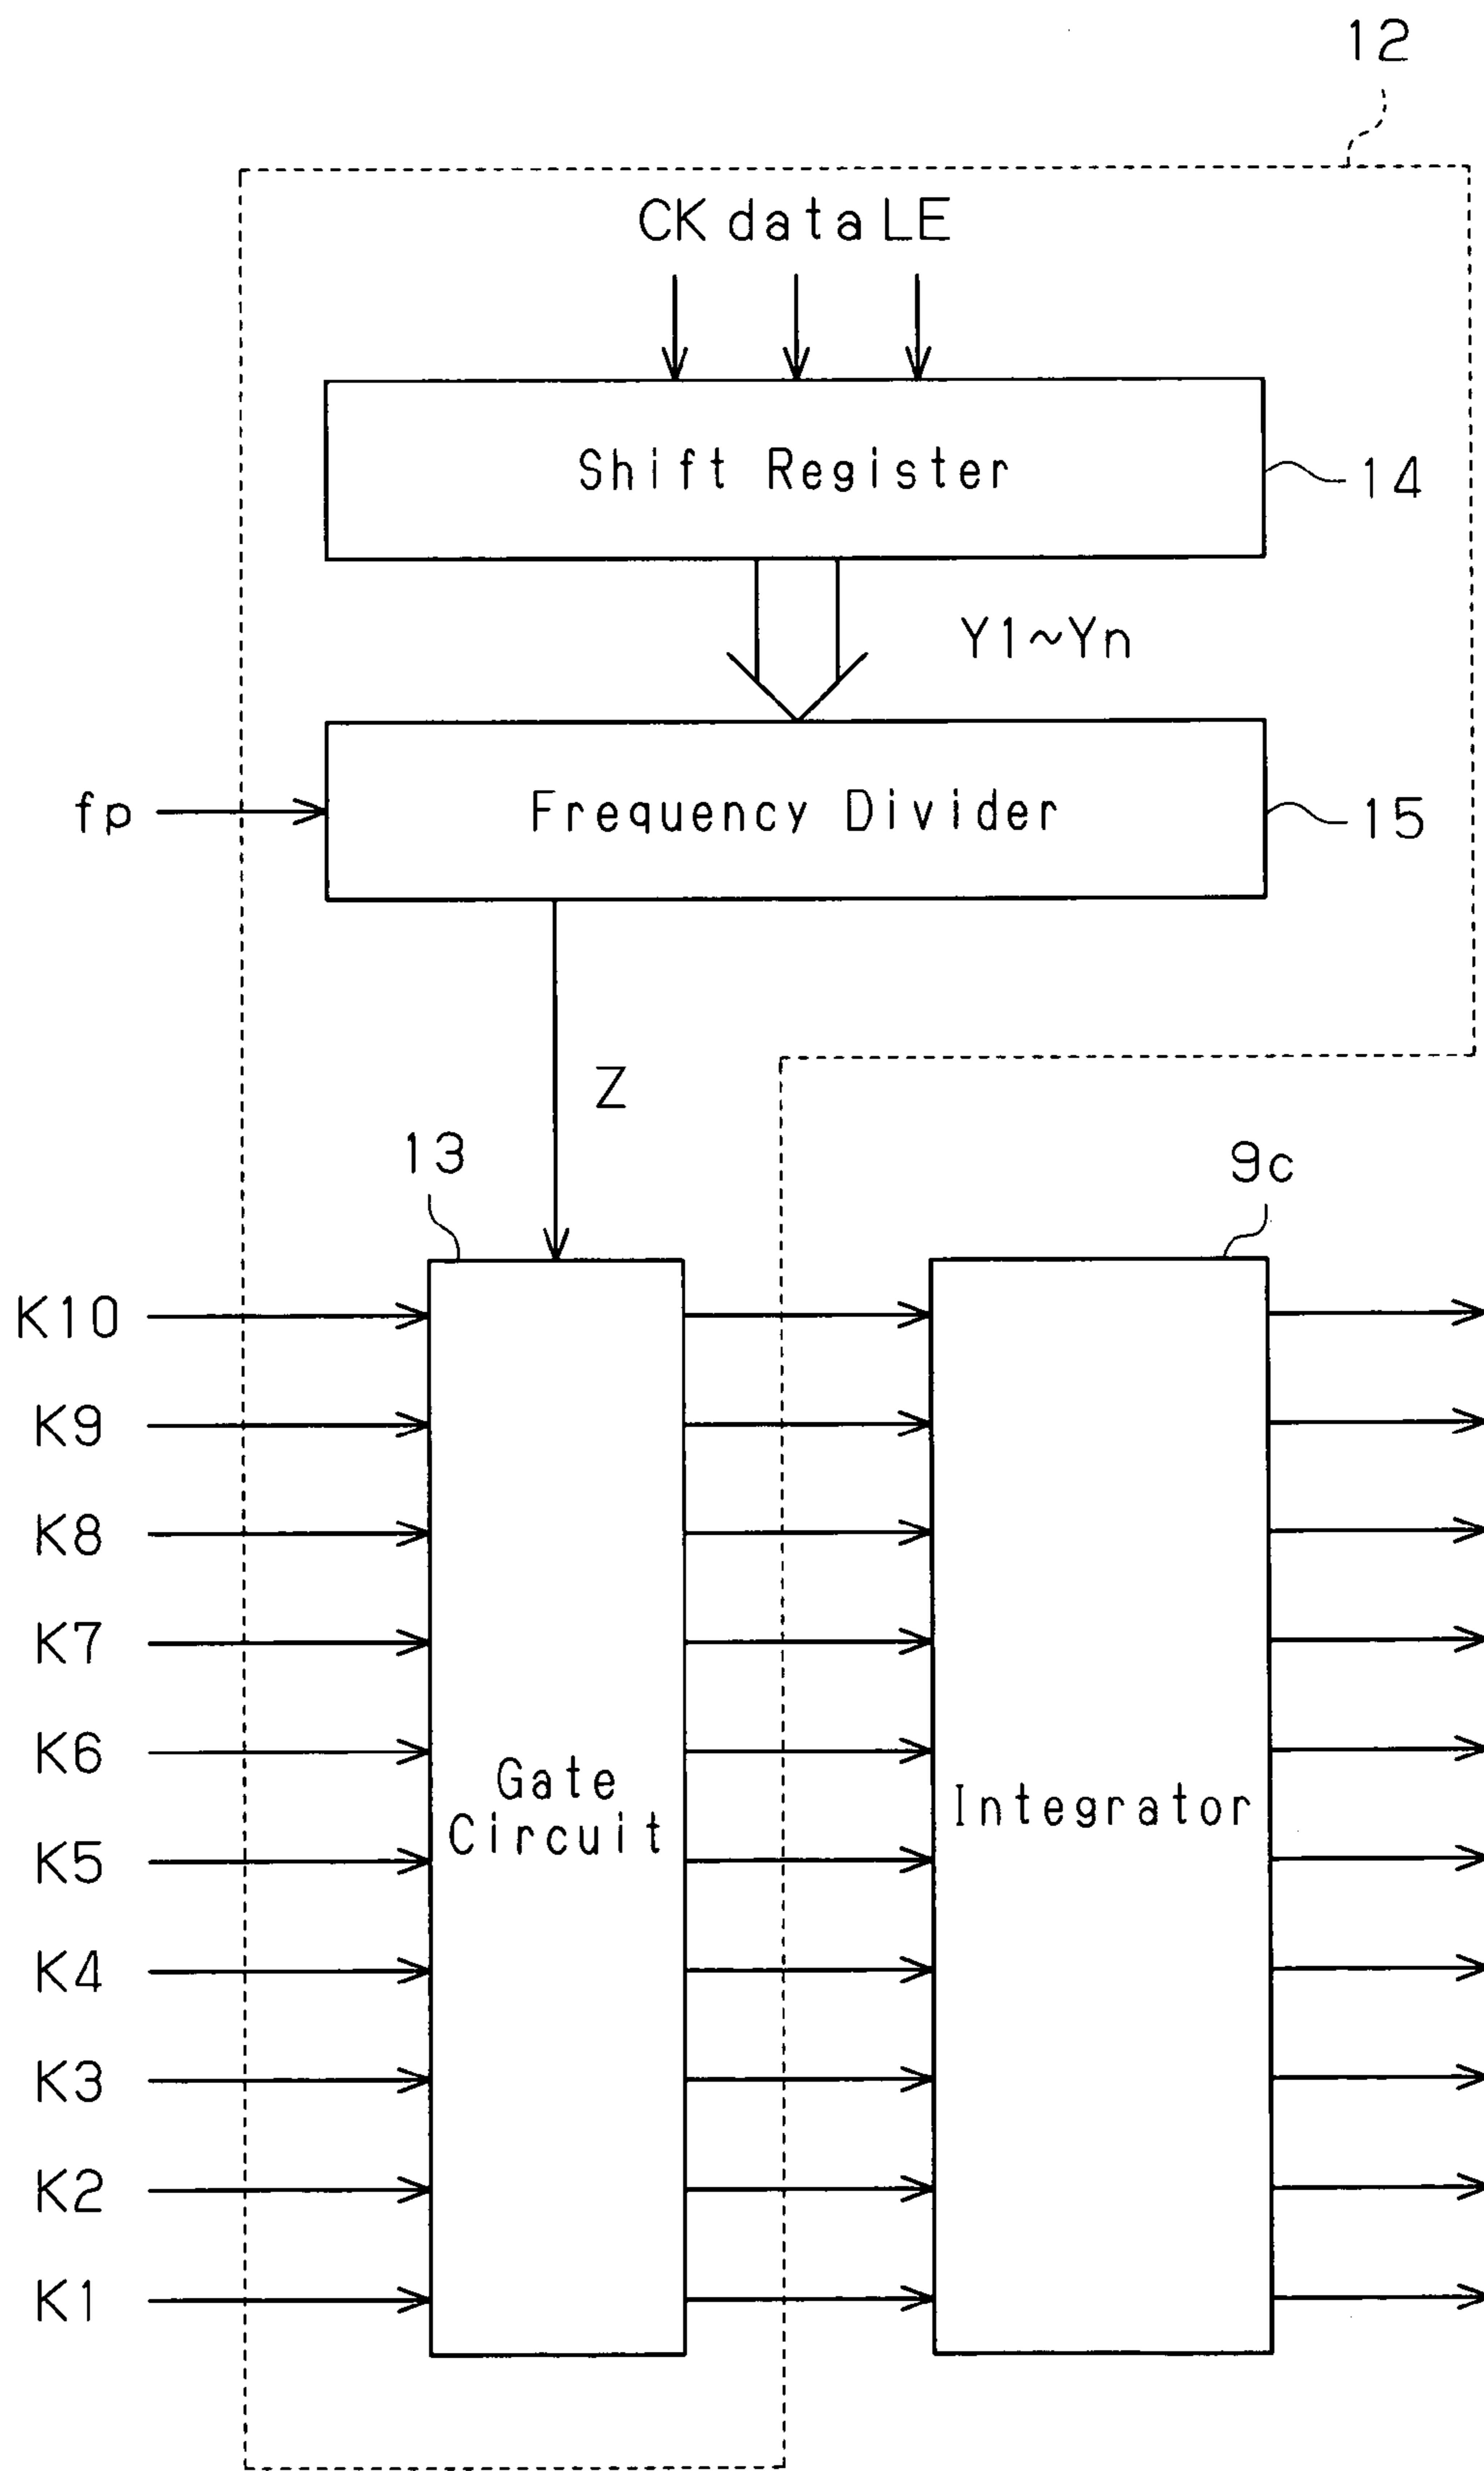 12
CK data LE
Shift Register
14
Y1~Yn
fp
Frequency Divider
15
Z
13
9c
K10
K9
K8
K7
K6
Gate
Circuit
Integrator
K5
K4
K3
K2
K1